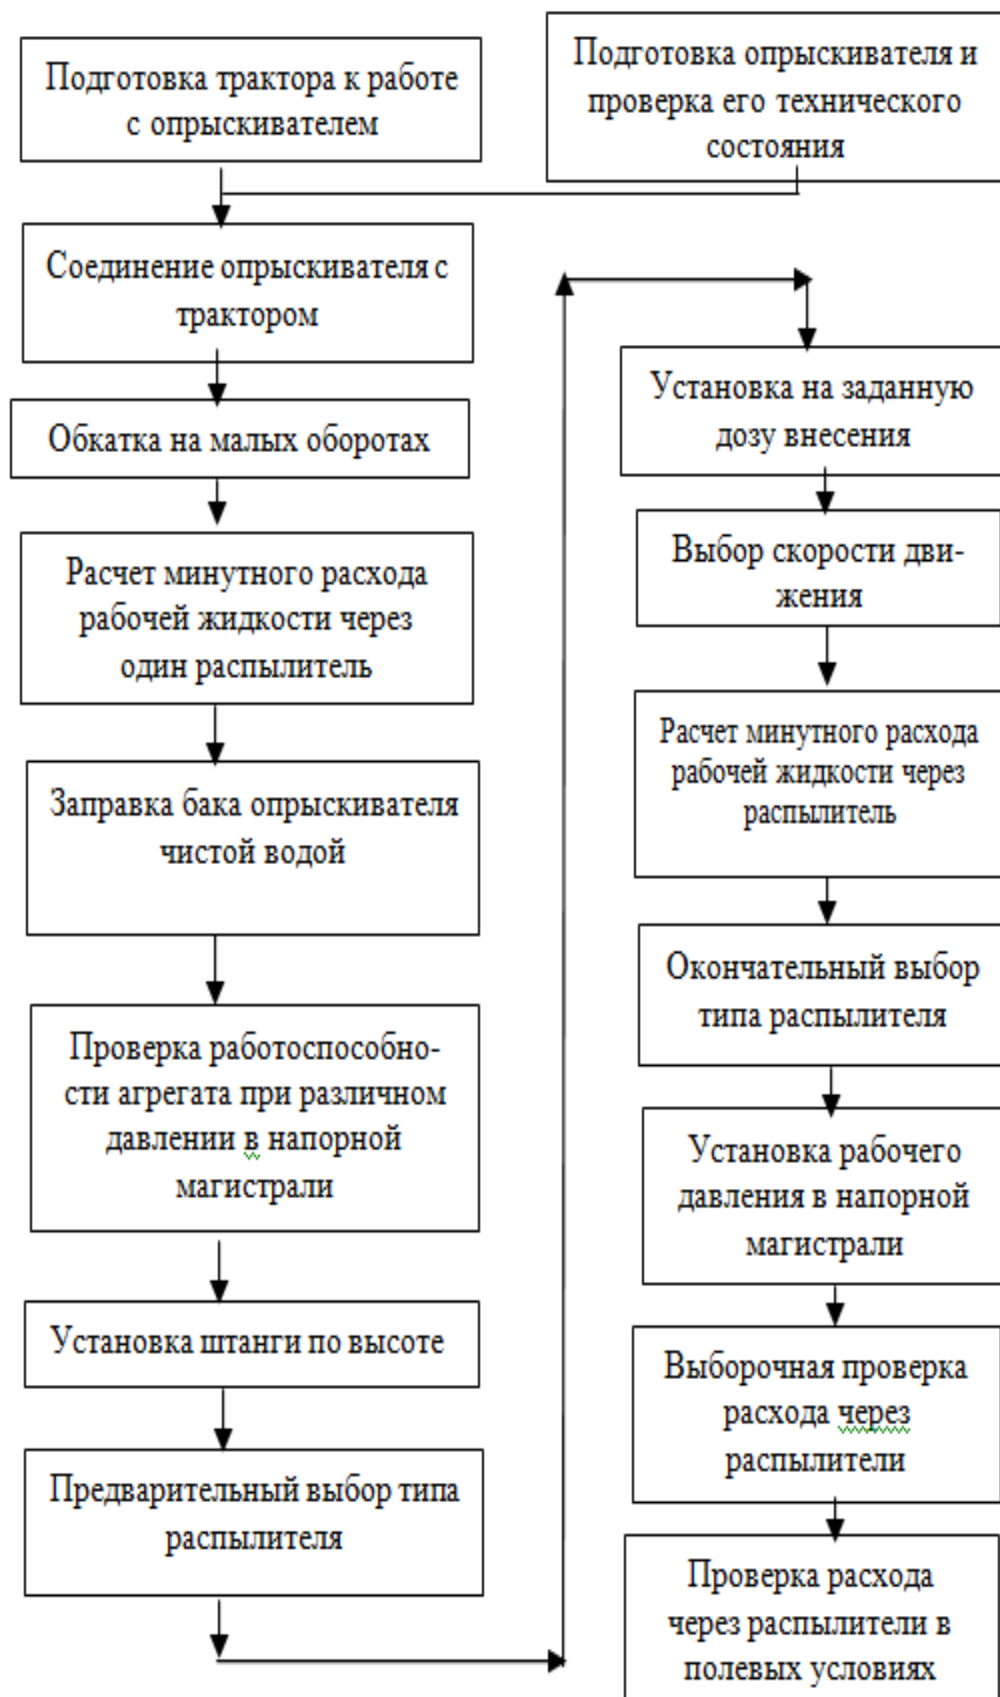 Подготовка трактора к работе
с опрыскивателем
Подготовка опрыскивателя и
проверка его технического
состояния
Соединение опрыскивателя с
трактором
Обкатка на малых оборотах
Расчет минутного расхода
рабочей жидкости через
один распылитель
Заправка бака опрыскивателя
чистой водой
Проверка работоспособно-
сти агрегата при различном
давлении в напорной
магистрали
Установка штанги по высоте
Предварительный выбор типа
распылителя
Установка на заданную
дозу внесения
Выбор скорости дви-
жения
Расчет минутного расхода
рабочей жидкости через
распылитель
Окончательный выбор
типа распылителя
Установка рабочего
давления в напорной
магистрали
Выборочная проверка
расхода через
распылители
Проверка расхода
через распылители в
полевых условиях